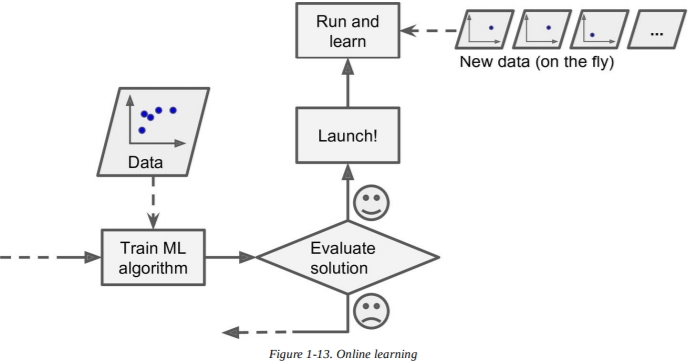 Run and
learn
New data (on the fly)
...
Launch!
Data
Train ML
algorithm
Evaluate
solution
Figure 1-13. Online learning